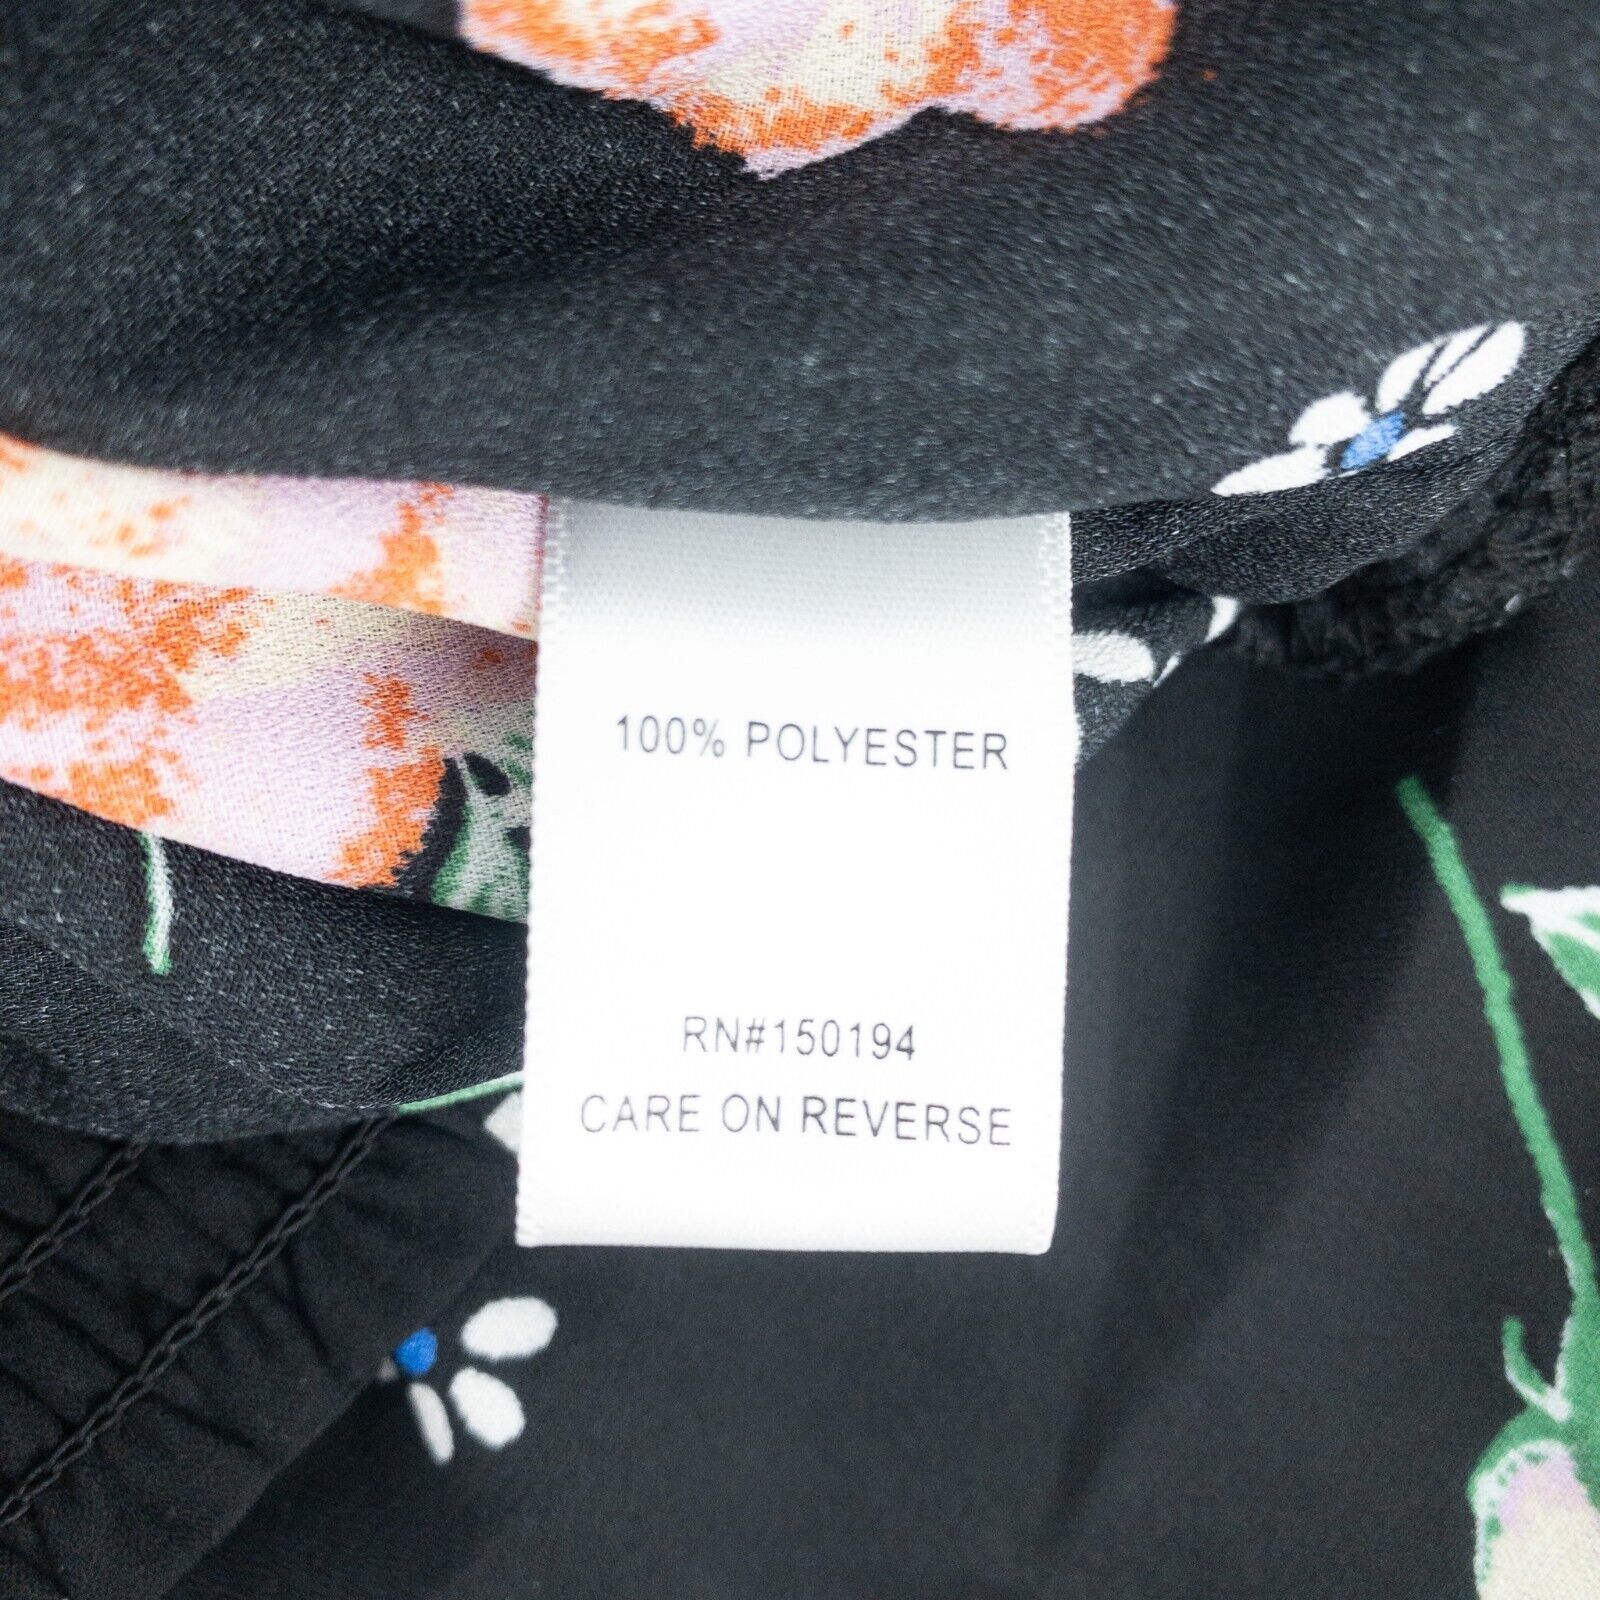 100% POLYESTER
RN#150194
CARE ON REVERSE